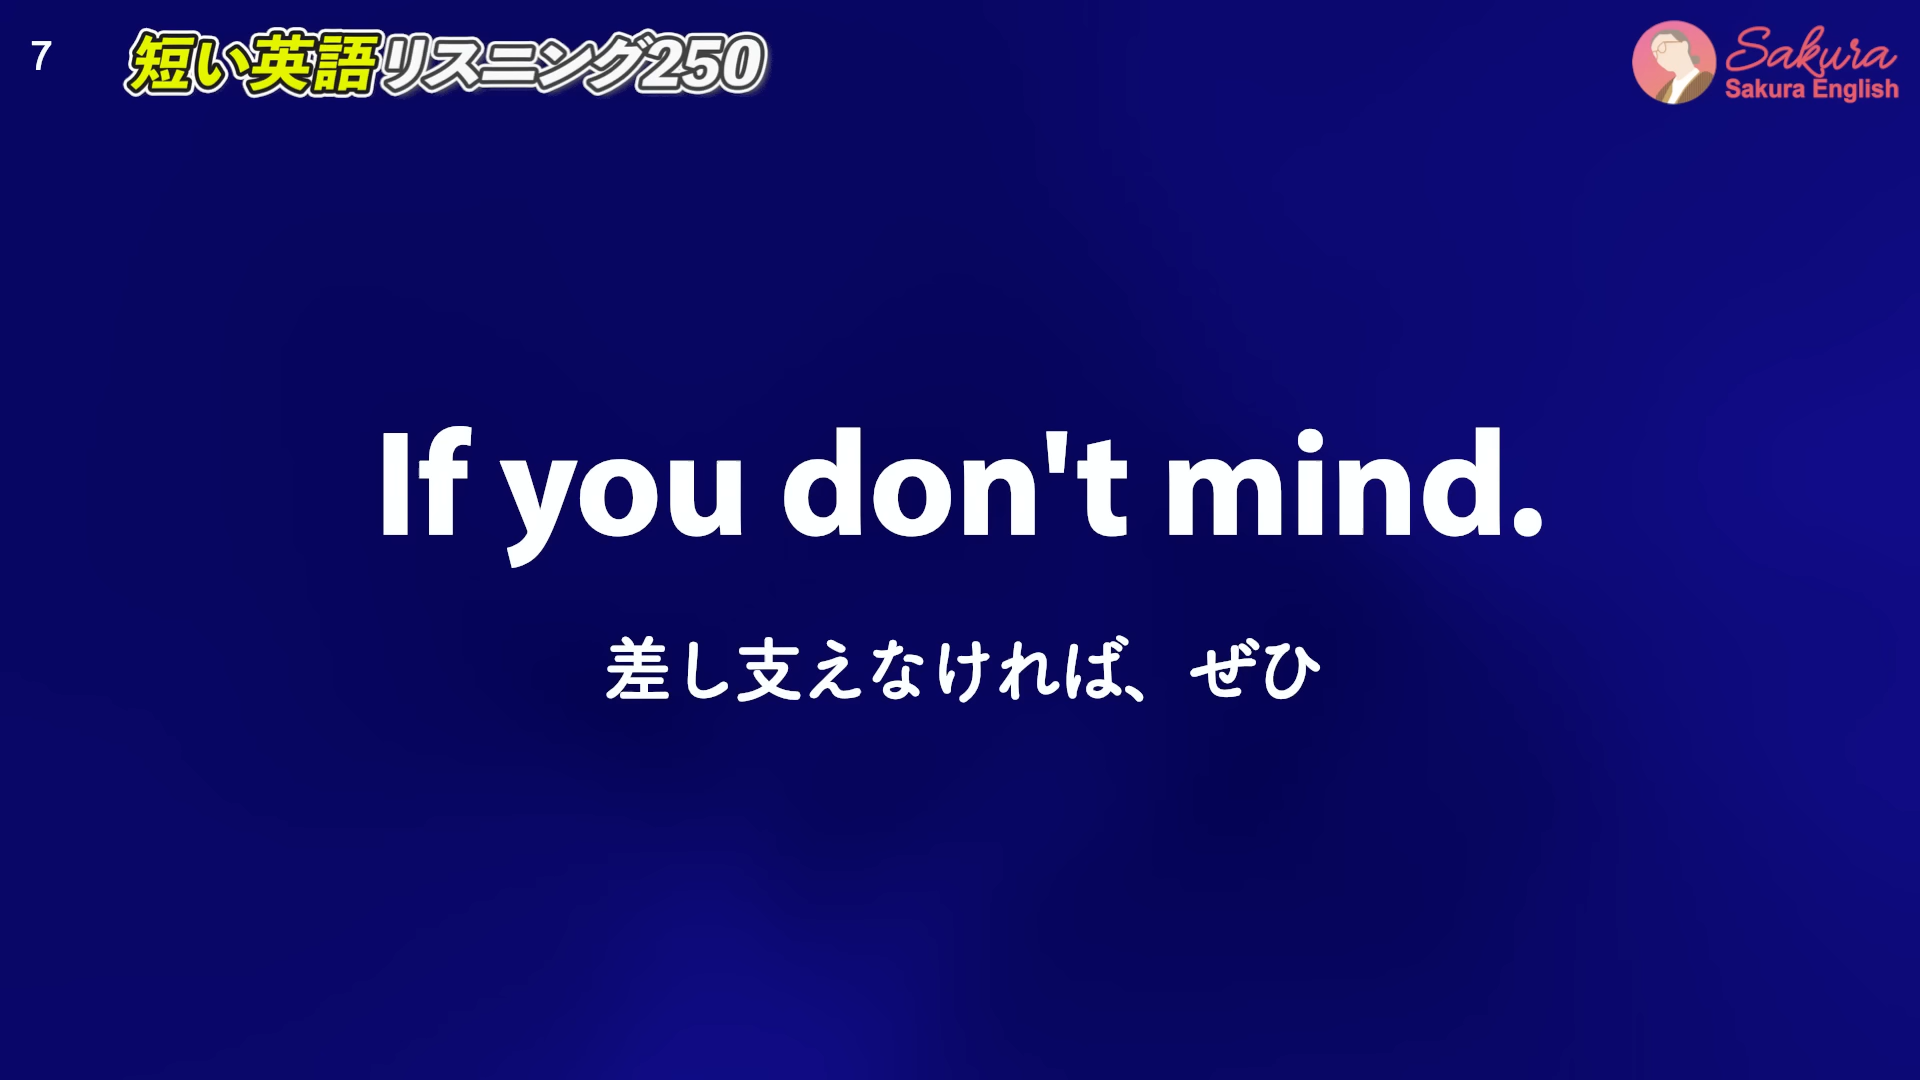 7
短い英語リスニング250
Sakura
Sakura English
If you don't mind.
差し支えなければ、ぜひ